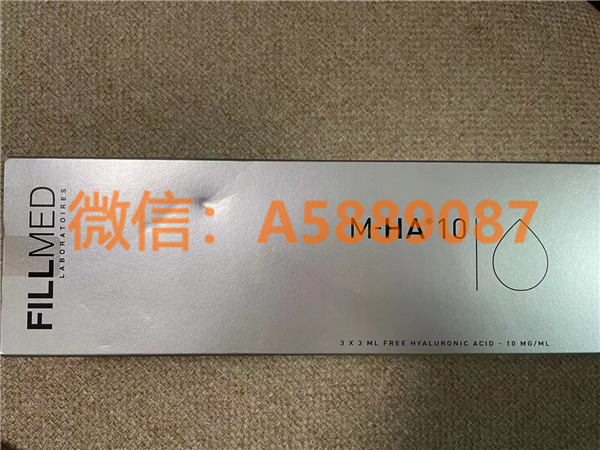 FILLMED
LABORATOIRES
微信：A5889087
M-HA® 10
3 X 3 ML FREE HYALURONIC ACID - 10 MG/ML